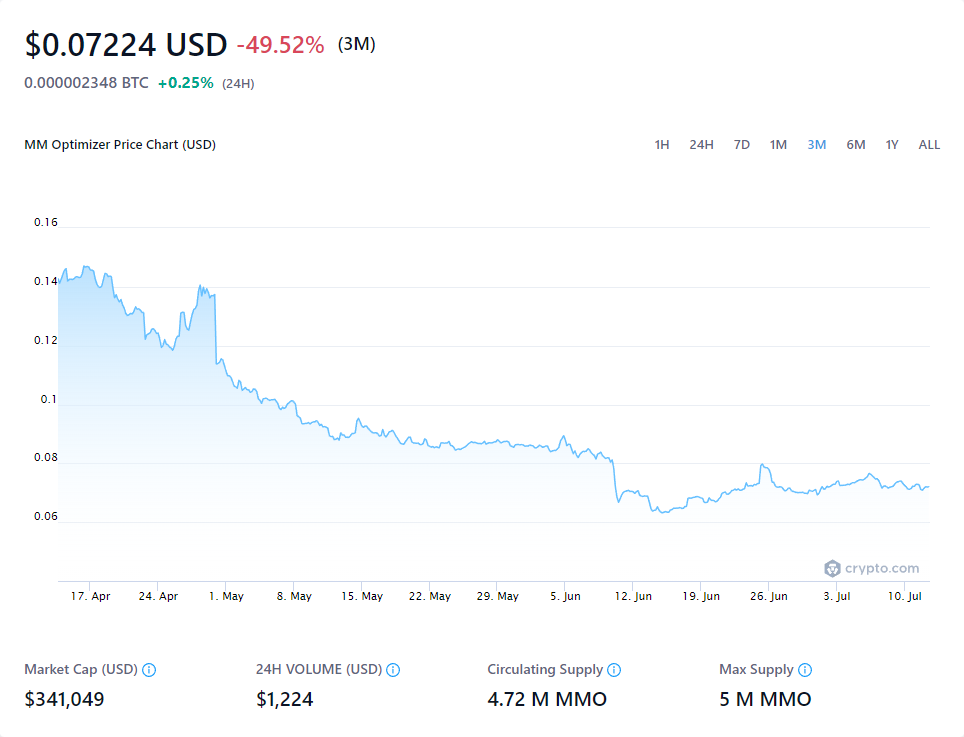 $0.07224 USD -49.52% (3M)
0.000002348 BTC +0.25% (24H)
MM Optimizer Price Chart (USD) 1H 24H 7D 1M 3M 6M 1Y ALL
0.16
0.14
0.12
0.1
0.08
0.06
crypto.com
17. Apr 24. Apr 1. May 8. May 15. May 22. May 29. May 5. Jun 12. Jun 19. Jun 26. Jun 3. Jul 10. Jul
Market Cap (USD) 24H VOLUME (USD) Circulating Supply Max Supply
$341,049 $1,224 4.72 M MMO 5 M MMO